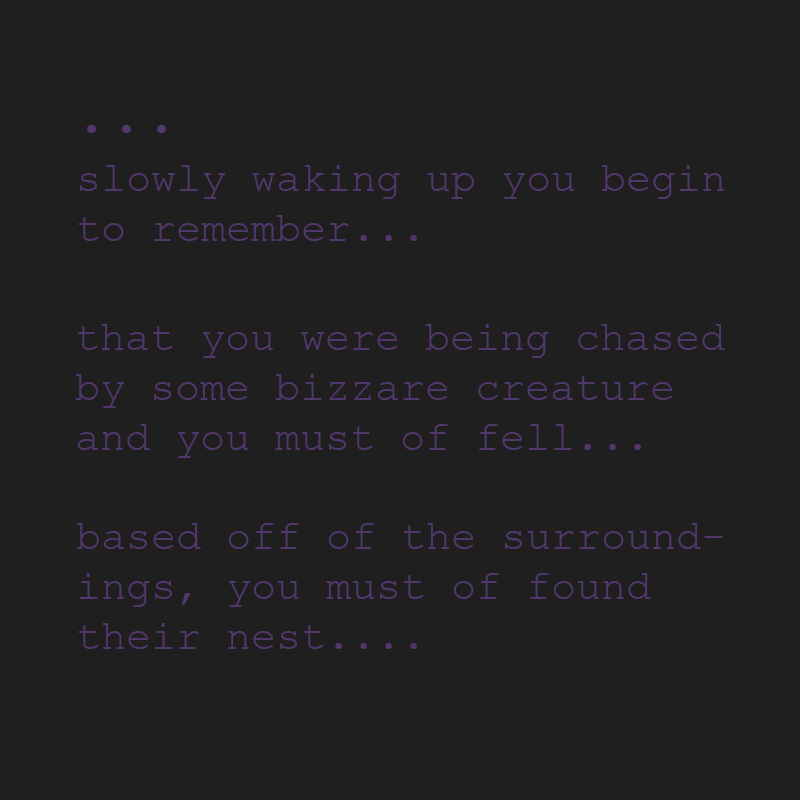 ...
slowly waking up you begin
to remember...
that you were being chased
by some bizzare creature
and you must of fell...
based off of the surround-
ings, you must of found
their nest....